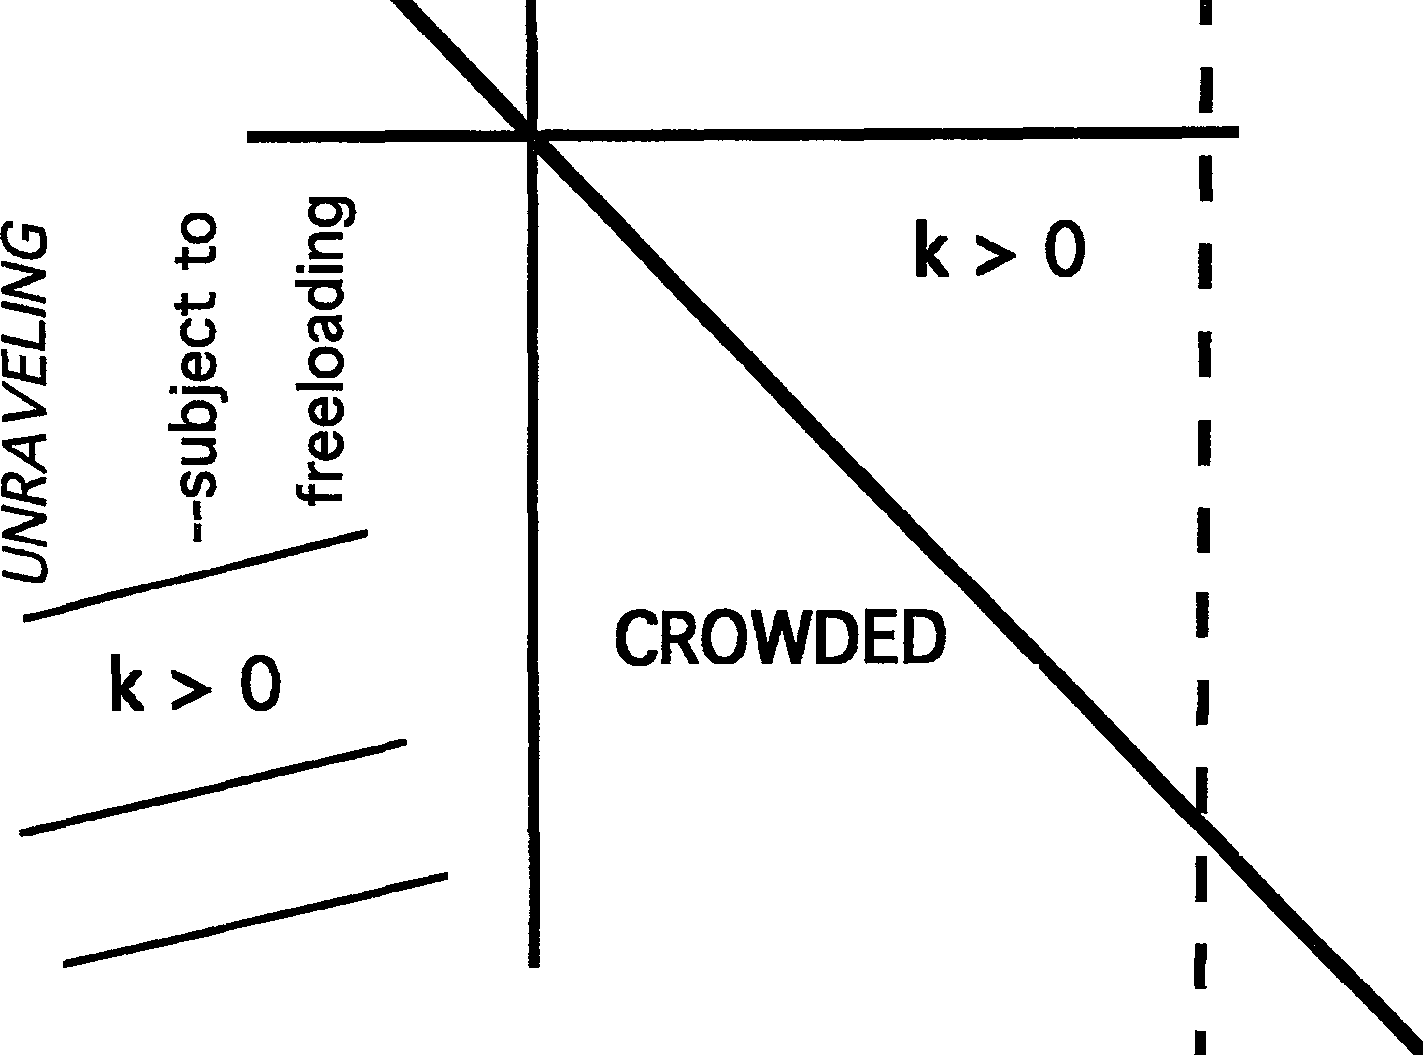 UNRAVELING
--subject to
freeloading
k > 0
k > 0
CROWDED